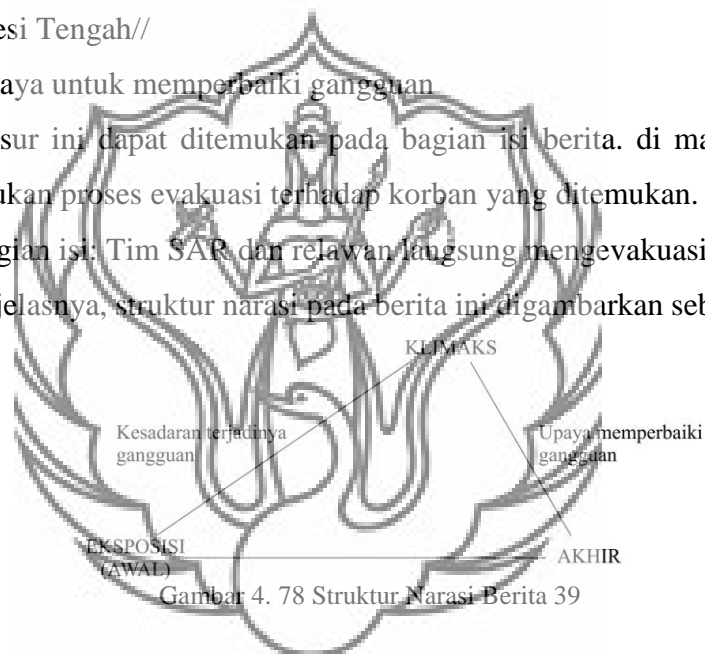 esi Tengah//
aya untuk memperbaiki gangguan
sur ini dapat ditemukan pada bagian isi berita. di ma
ukan proses evakuasi terhadap korban yang ditemukan.
gian isi: Tim SAR dan relawan langsung mengevakuasi
jelasnya, struktur narasi pada berita ini digambarkan seb
KLIMAKS
Kesadaran terjadinya
gangguan
Upaya memperbaiki
gangguan
EKSPOSISI
(AWAL)
AKHIR
Gambar 4. 78 Struktur Narasi Berita 39